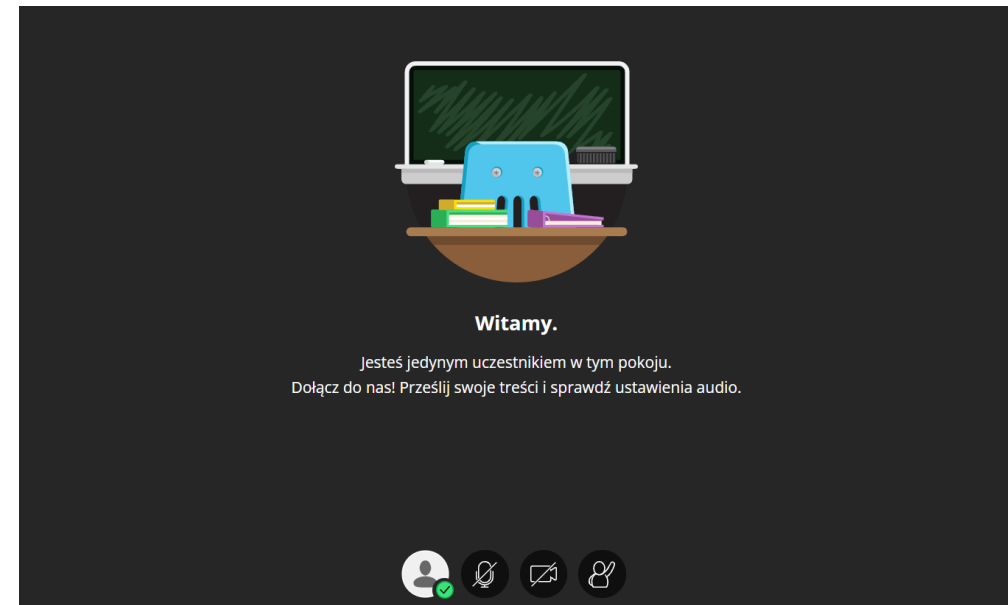 Witamy.
Jesteś jedynym uczestnikiem w tym pokoju.
Dołącz do nas! Prześlij swoje treści i sprawdź ustawienia audio.